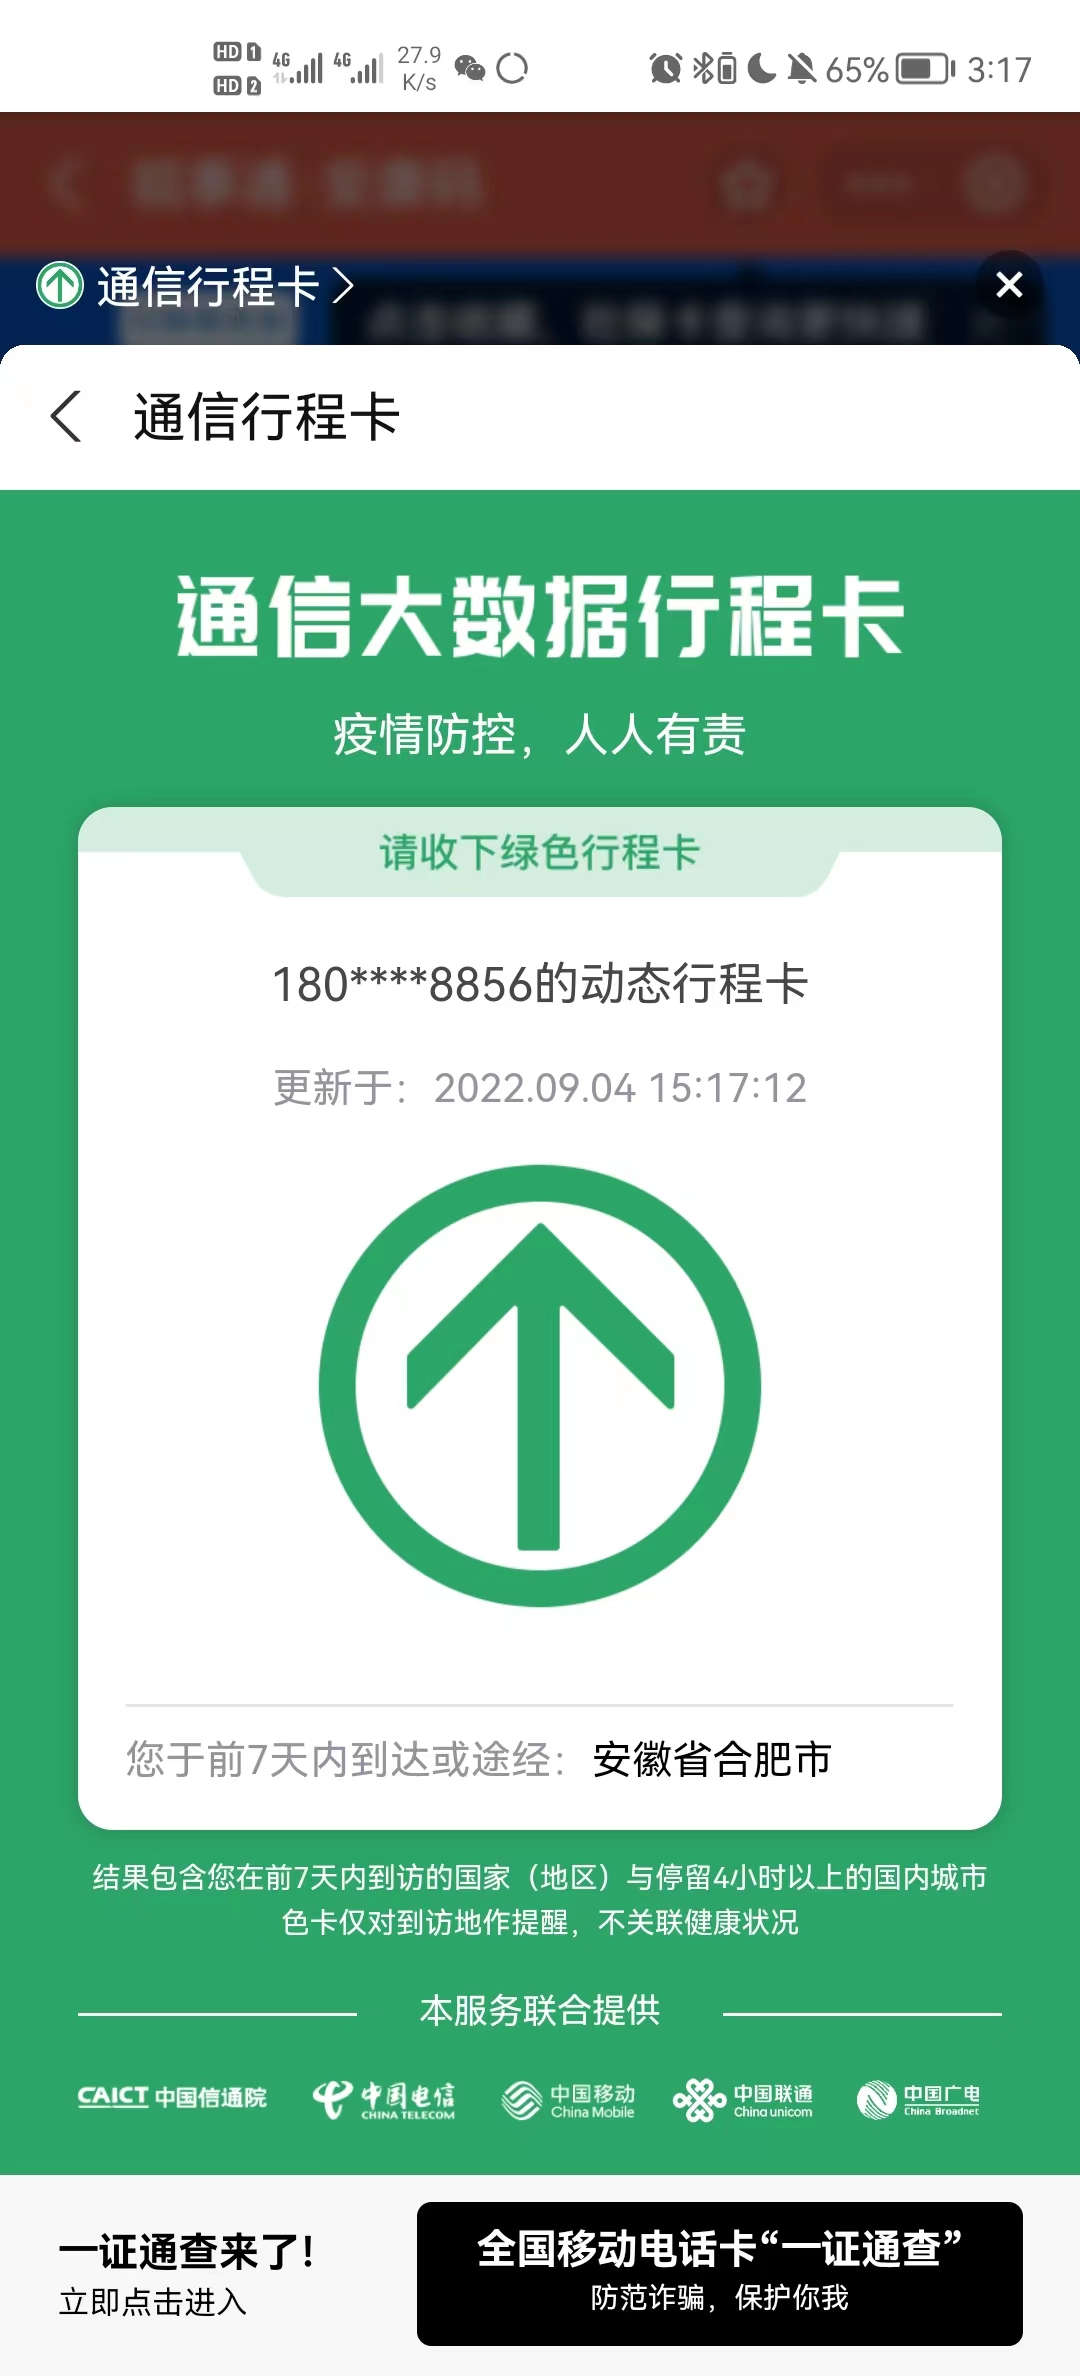 HD 1 4G 4G 27.9 65% 3:17
HD 2 K/s
通信行程卡
通信行程卡
通信大数据行程卡
疫情防控，人人有责
请收下绿色行程卡
180****8856的动态行程卡
更新于：2022.09.04 15:17:12
您于前7天内到达或途经：安徽省合肥市
结果包含您在前7天内到访的国家（地区）与停留4小时以上的国内城市
色卡仅对到访地作提醒，不关联健康状况
本服务联合提供
CAICT 中国信通院 中国电信 CHINA TELECOM 中国移动 China Mobile 中国联通 China unicom 中国广电 China Broadnet
一证通查来了！
立即点击进入
全国移动电话卡“一证通查”
防范诈骗，保护你我